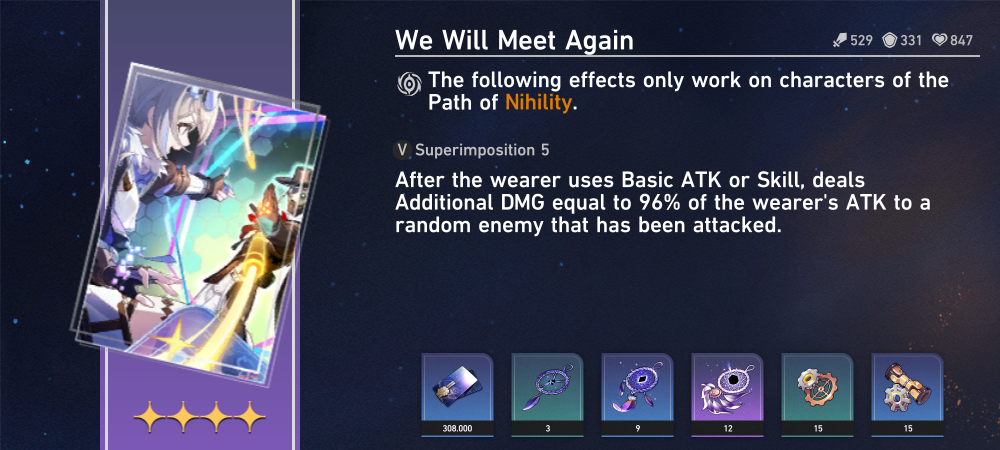 We Will Meet Again
529 331 847
The following effects only work on characters of the
Path of Nihility.
V Superimposition 5
After the wearer uses Basic ATK or Skill, deals
Additional DMG equal to 96% of the wearer's ATK to a
random enemy that has been attacked.
308.000 3 9 12 15 15